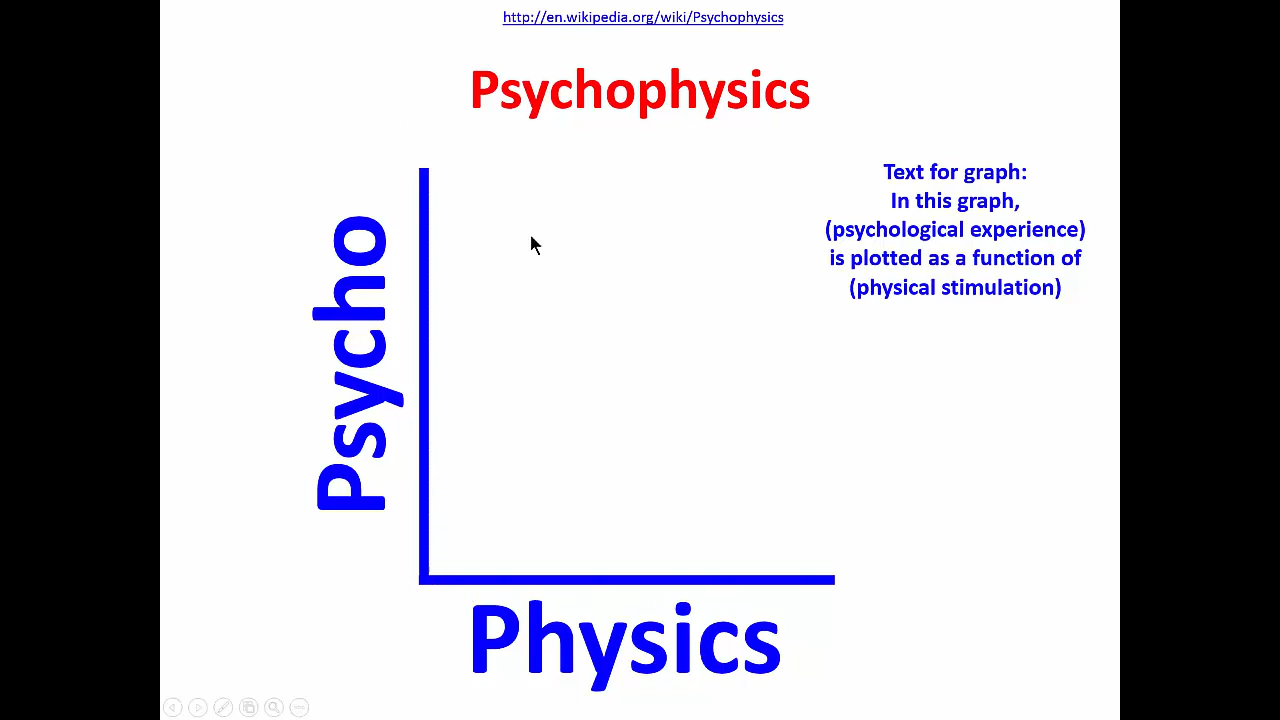 http://en.wikipedia.org/wiki/Psychophysics
Psychophysics
Text for graph:
In this graph,
(psychological experience)
is plotted as a function of
(physical stimulation)
Psycho
Physics